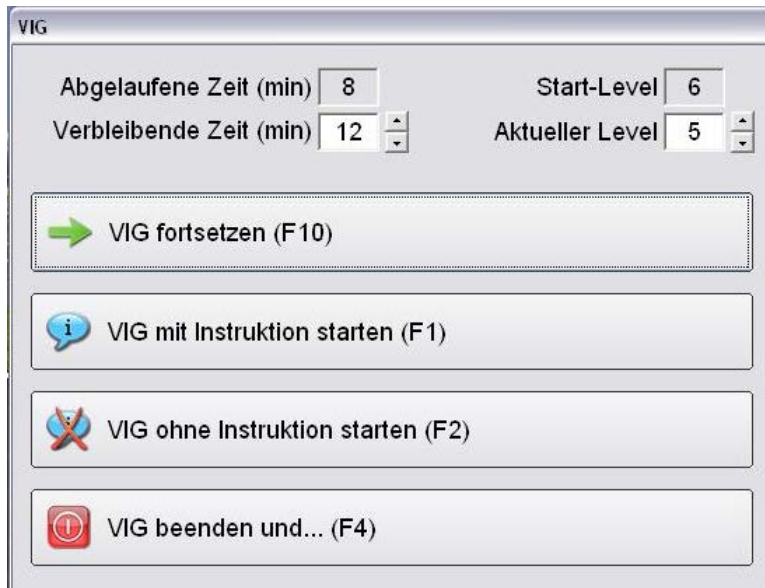 VIG
Abgelaufene Zeit (min) 8 Start-Level 6
Verbleibende Zeit (min) 12 Aktueller Level 5
VIG fortsetzen (F10)
VIG mit Instruktion starten (F1)
VIG ohne Instruktion starten (F2)
VIG beenden und... (F4)